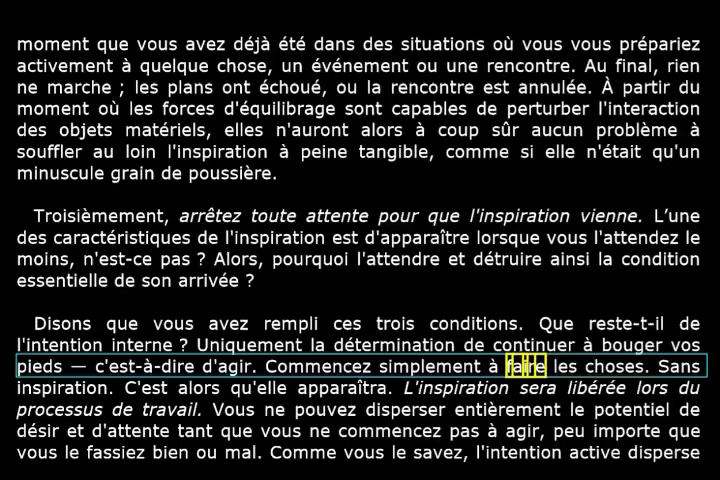 moment que vous avez déjà été dans des situations où vous vous prépariez
activement à quelque chose, un événement ou une rencontre. Au final, rien
ne marche ; les plans ont échoué, ou la rencontre est annulée. À partir du
moment où les forces d'équilibrage sont capables de perturber l'interaction
des objets matériels, elles n'auront alors à coup sûr aucun problème à
souffler au loin l'inspiration à peine tangible, comme si elle n'était qu'un
minuscule grain de poussière.
Troisièmement, arrêtez toute attente pour que l'inspiration vienne. L’une
des caractéristiques de l'inspiration est d'apparaître lorsque vous l'attendez le
moins, n'est-ce pas ? Alors, pourquoi l'attendre et détruire ainsi la condition
essentielle de son arrivée ?
Disons que vous avez rempli ces trois conditions. Que reste-t-il de
l'intention interne ? Uniquement la détermination de continuer à bouger vos
pieds — c'est-à-dire d'agir. Commencez simplement à faire les choses. Sans
inspiration. C'est alors qu'elle apparaîtra. L'inspiration sera libérée lors du
processus de travail. Vous ne pouvez disperser entièrement le potentiel de
désir et d'attente tant que vous ne commencez pas à agir, peu importe que
vous le fassiez bien ou mal. Comme vous le savez, l'intention active disperse